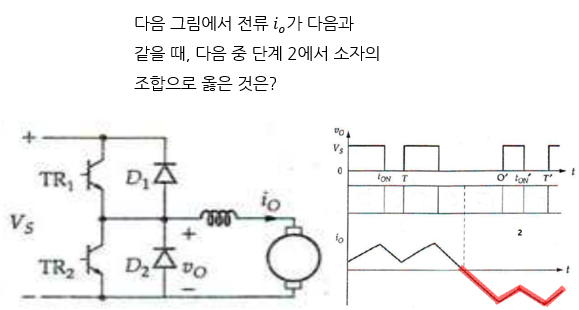 다음 그림에서 전류 iₒ가 다음과
같을 때, 다음 중 단계 2에서 소자의
조합으로 옳은 것은?
+
TR₁
D₁
iO
Vs
+
TR₂
D₂
vO
−
−
vO
Vs
0
tON
T
O'
tON'
T'
t
2
iO
t